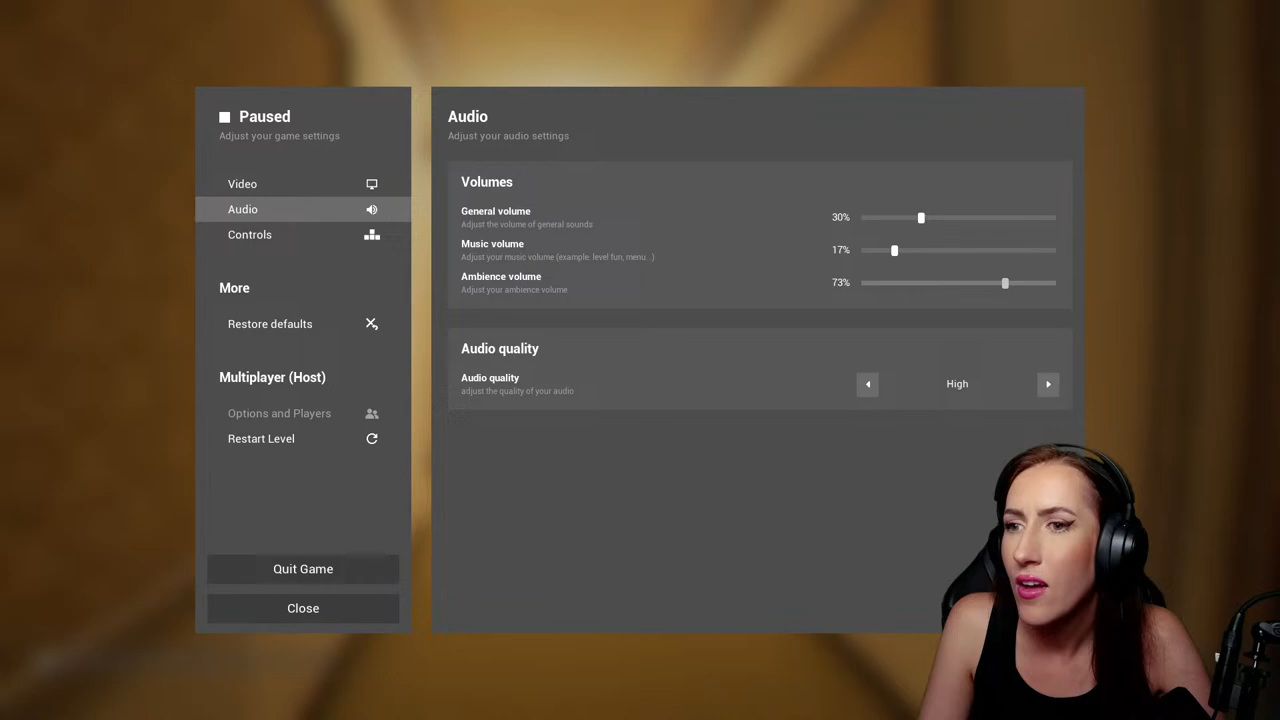 Paused
Adjust your game settings
Video
Audio
Controls
More
Restore defaults
Multiplayer (Host)
Options and Players
Restart Level
Quit Game
Close
Audio
Adjust your audio settings
Volumes
General volume
Adjust the volume of general sounds
30%
Music volume
Adjust your music volume (example: level fun, menu...)
17%
Ambience volume
Adjust your ambience volume
73%
Audio quality
Audio quality
adjust the quality of your audio
High